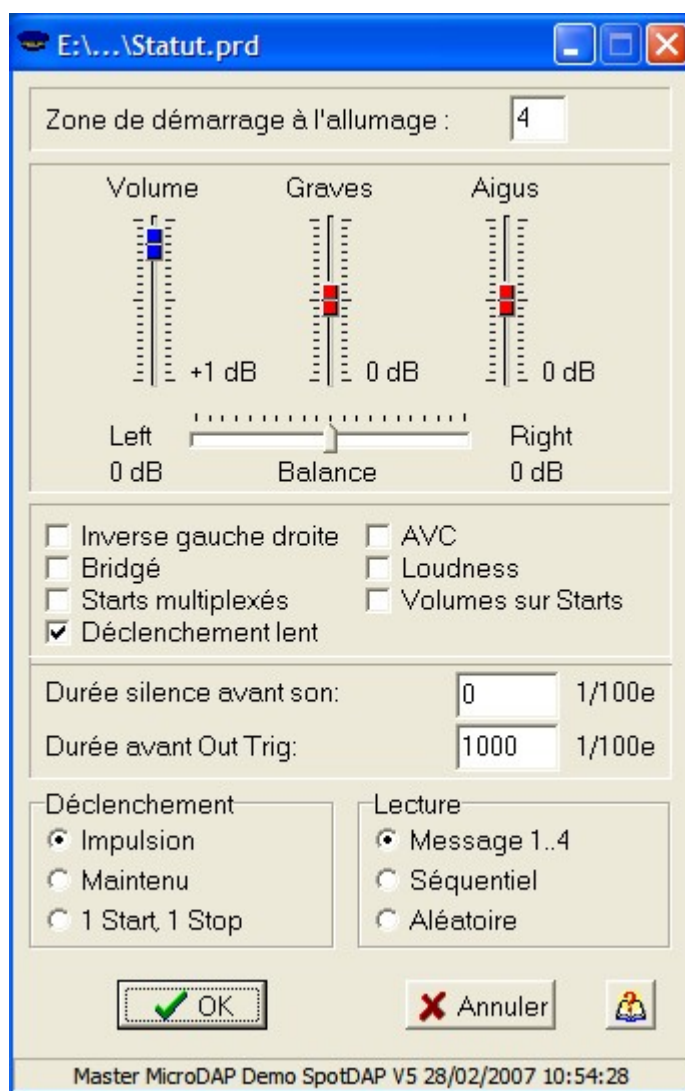 E:\...\Statut.prd
Zone de démarrage à l'allumage : 4
Volume Graves Aigus
+1 dB 0 dB 0 dB
Left Right
0 dB Balance 0 dB
Inverse gauche droite AVC
Bridgé Loudness
Starts multiplexés Volumes sur Starts
Déclenchement lent
Durée silence avant son: 0 1/100e
Durée avant Out Trig: 1000 1/100e
Déclenchement Lecture
Impulsion Message 1..4
Maintenu Séquentiel
1 Start, 1 Stop Aléatoire
OK Annuler ?
Master MicroDAP Demo SpotDAP V5 28/02/2007 10:54:28